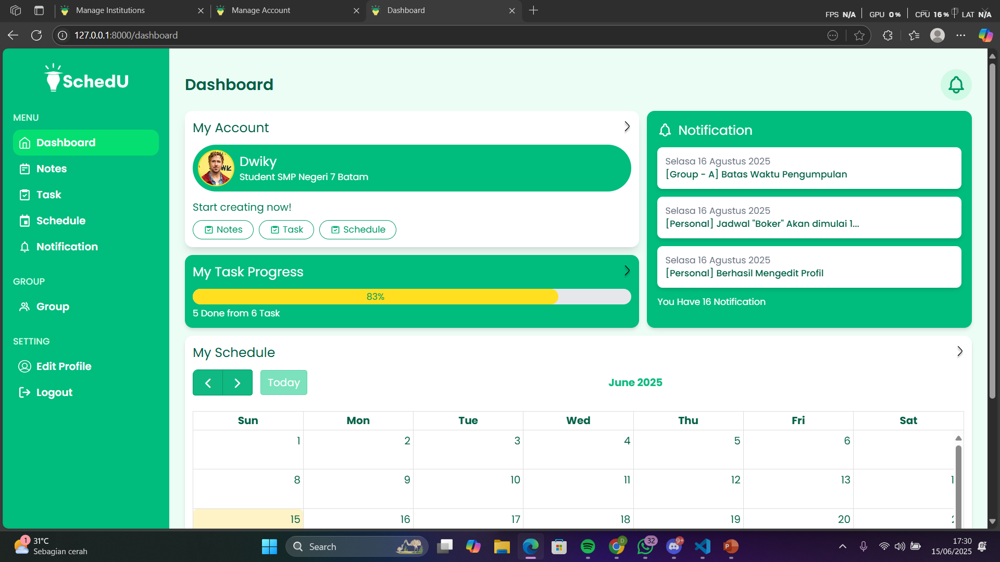 Manage Institutions
Manage Account
Dashboard
FPS N/A
GPU 0%
CPU 16%
LAT N/A
127.0.0.1:8000/dashboard
SchedU
MENU
Dashboard
Notes
Task
Schedule
Notification
GROUP
Group
SETTING
Edit Profile
Logout
Dashboard
My Account
Dwiky
Student SMP Negeri 7 Batam
Start creating now!
Notes
Task
Schedule
My Task Progress
83%
5 Done from 6 Task
Notification
Selasa 16 Agustus 2025
[Group - A] Batas Waktu Pengumpulan
Selasa 16 Agustus 2025
[Personal] Jadwal "Boker" Akan dimulai 1...
Selasa 16 Agustus 2025
[Personal] Berhasil Mengedit Profil
You Have 16 Notification
My Schedule
Today
June 2025
Sun Mon Tue Wed Thu Fri Sat
1 2 3 4 5 6
8 9 10 11 12 13
15 16 17 18 19 20
1
31°C
Sebagian cerah
Search
D
32
9+
17:30
15/06/2025